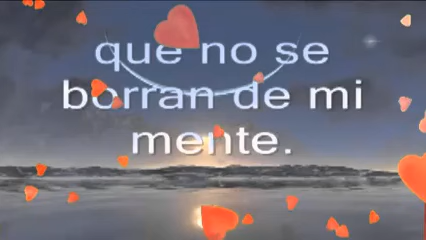 que no se
borran de mi
mente.